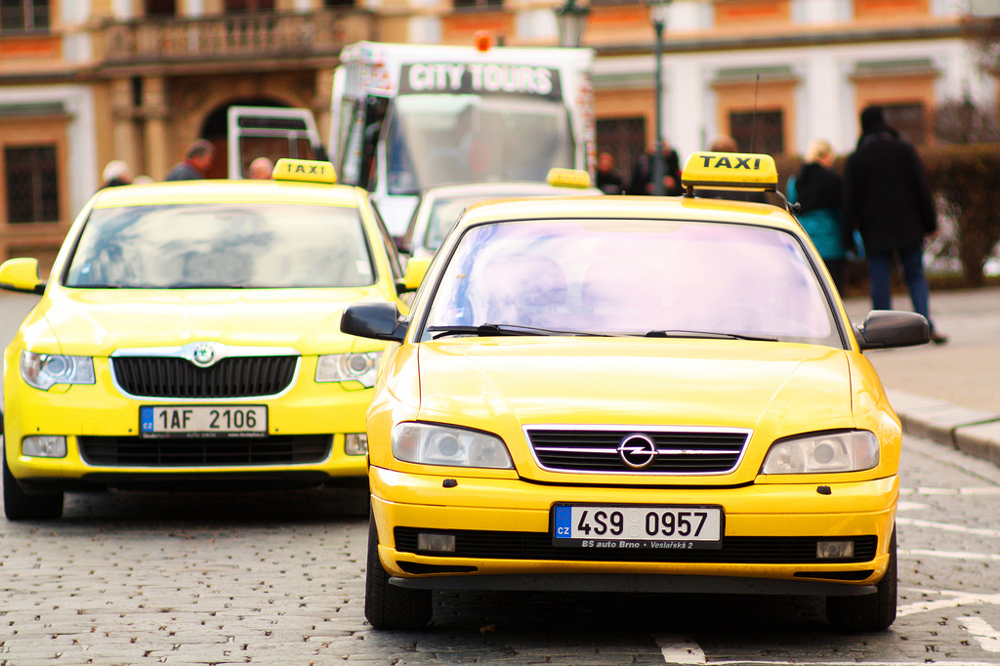 CITY TOURS
TAXI
TAXI
CZ 1AF 2106
CZ 4S9 0957
BS auto Brno • Veslařská 2